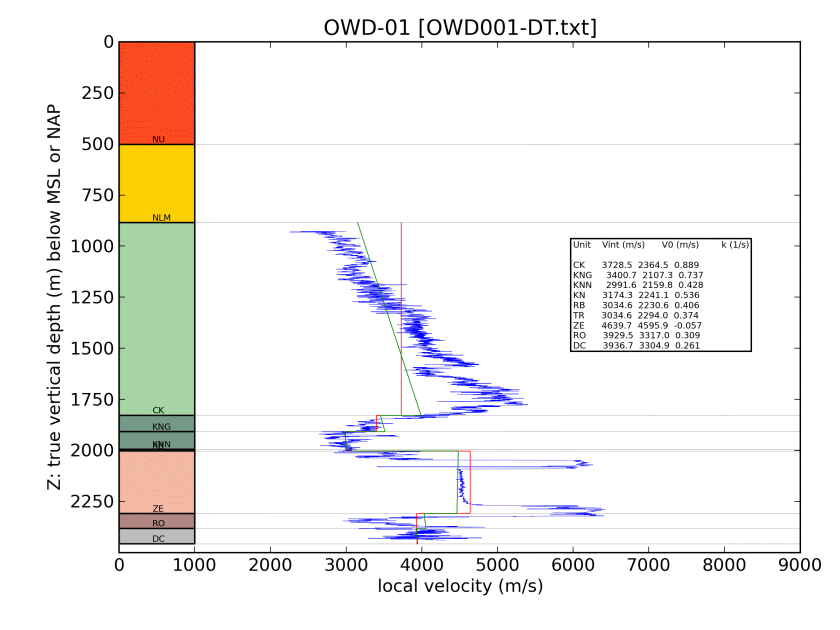 OWD-01 [OWD001-DT.txt]
Z: true vertical depth (m) below MSL or NAP
0
250
500
750
1000
1250
1500
1750
2000
2250
NU
NLM
CK
KNG
KNN
ZE
RO
DC
Unit Vint (m/s) V0 (m/s) k (1/s)
CK 3728.5 2364.5 0.889
KNG 3400.7 2107.3 0.737
KNN 2991.6 2159.8 0.428
KN 3174.3 2241.1 0.536
RB 3034.6 2230.6 0.406
TR 3034.6 2294.0 0.374
ZE 4639.7 4595.9 -0.057
RO 3929.5 3317.0 0.309
DC 3936.7 3304.9 0.261
0 1000 2000 3000 4000 5000 6000 7000 8000 9000
local velocity (m/s)